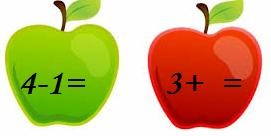 4-1=
3+ =